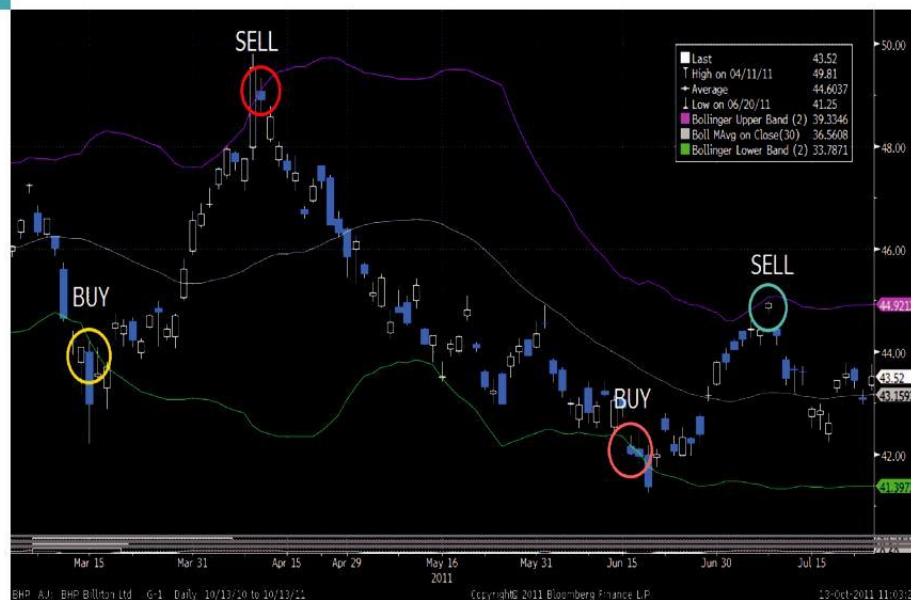 SELL
50.00
Last 43.52
High on 04/11/11 49.81
Average 44.6037
Low on 06/20/11 41.25
Bollinger Upper Band (2) 39.3346
Boll MAvg on Close(30) 36.5608
Bollinger Lower Band (2) 33.7871
48.00
46.00
SELL
BUY
44.921
44.00
43.52
43.159
BUY
42.00
41.397
Mar 15 Mar 31 Apr 15 Apr 29 May 16 May 31 Jun 15 Jun 30 Jul 15
2011
BHP AU BHP Billiton Ltd G-1 Daily 10/13/10 to 10/13/11 Copyright© 2011 Bloomberg Finance L.P. 13-Oct-2011 11:03:2